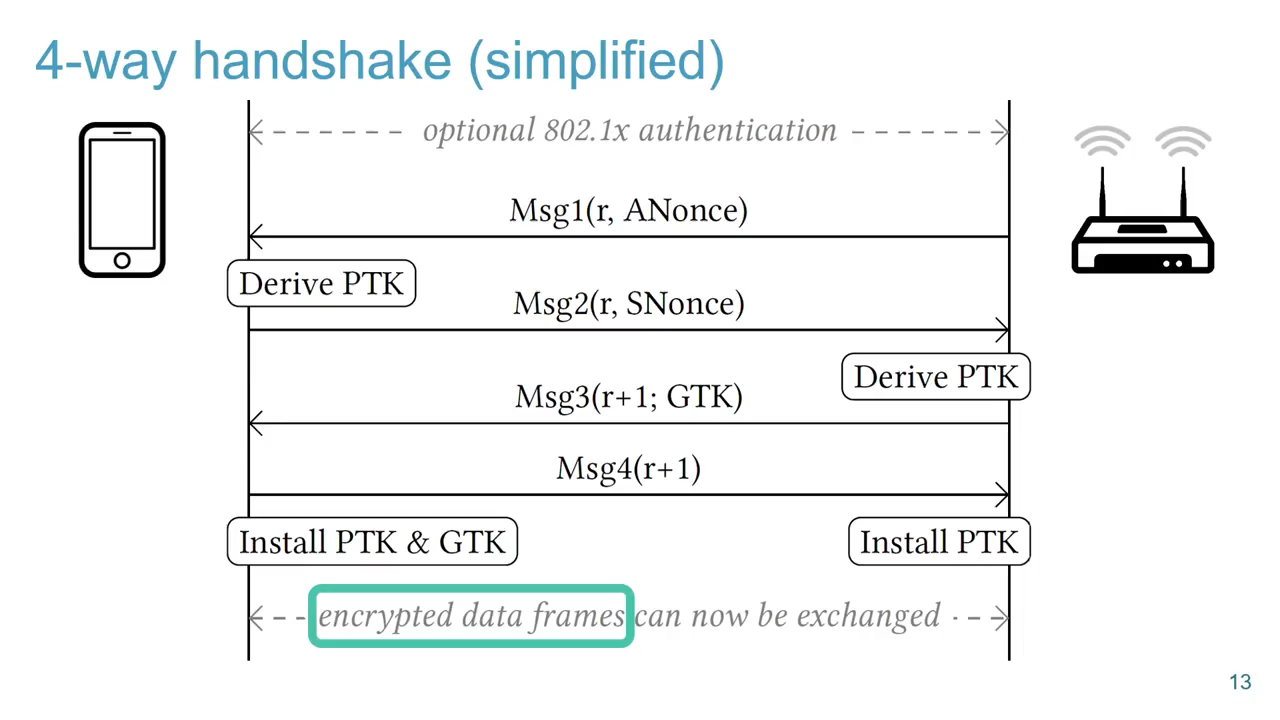 4-way handshake (simplified)
optional 802.1x authentication
Msg1(r, ANonce)
Derive PTK
Msg2(r, SNonce)
Derive PTK
Msg3(r+1; GTK)
Msg4(r+1)
Install PTK & GTK
Install PTK
encrypted data frames can now be exchanged
13